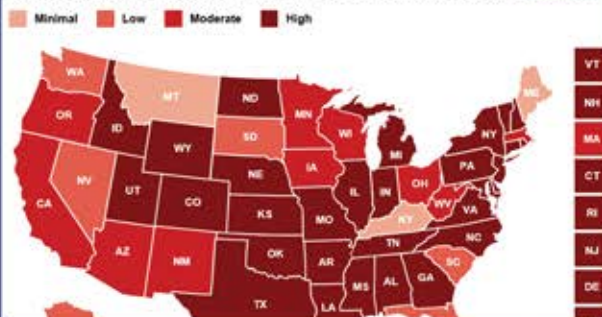 Minimal Low Moderate High
WA
MT
ND
MN
ME
VT
OR
ID
SD
WI
NH
WY
MI
NY
MA
NV
NE
IA
PA
CT
CA
UT
CO
IL
IN
OH
WV
VA
RI
KS
MO
KY
NC
NJ
AZ
NM
OK
AR
TN
SC
DE
TX
LA
MS
AL
GA